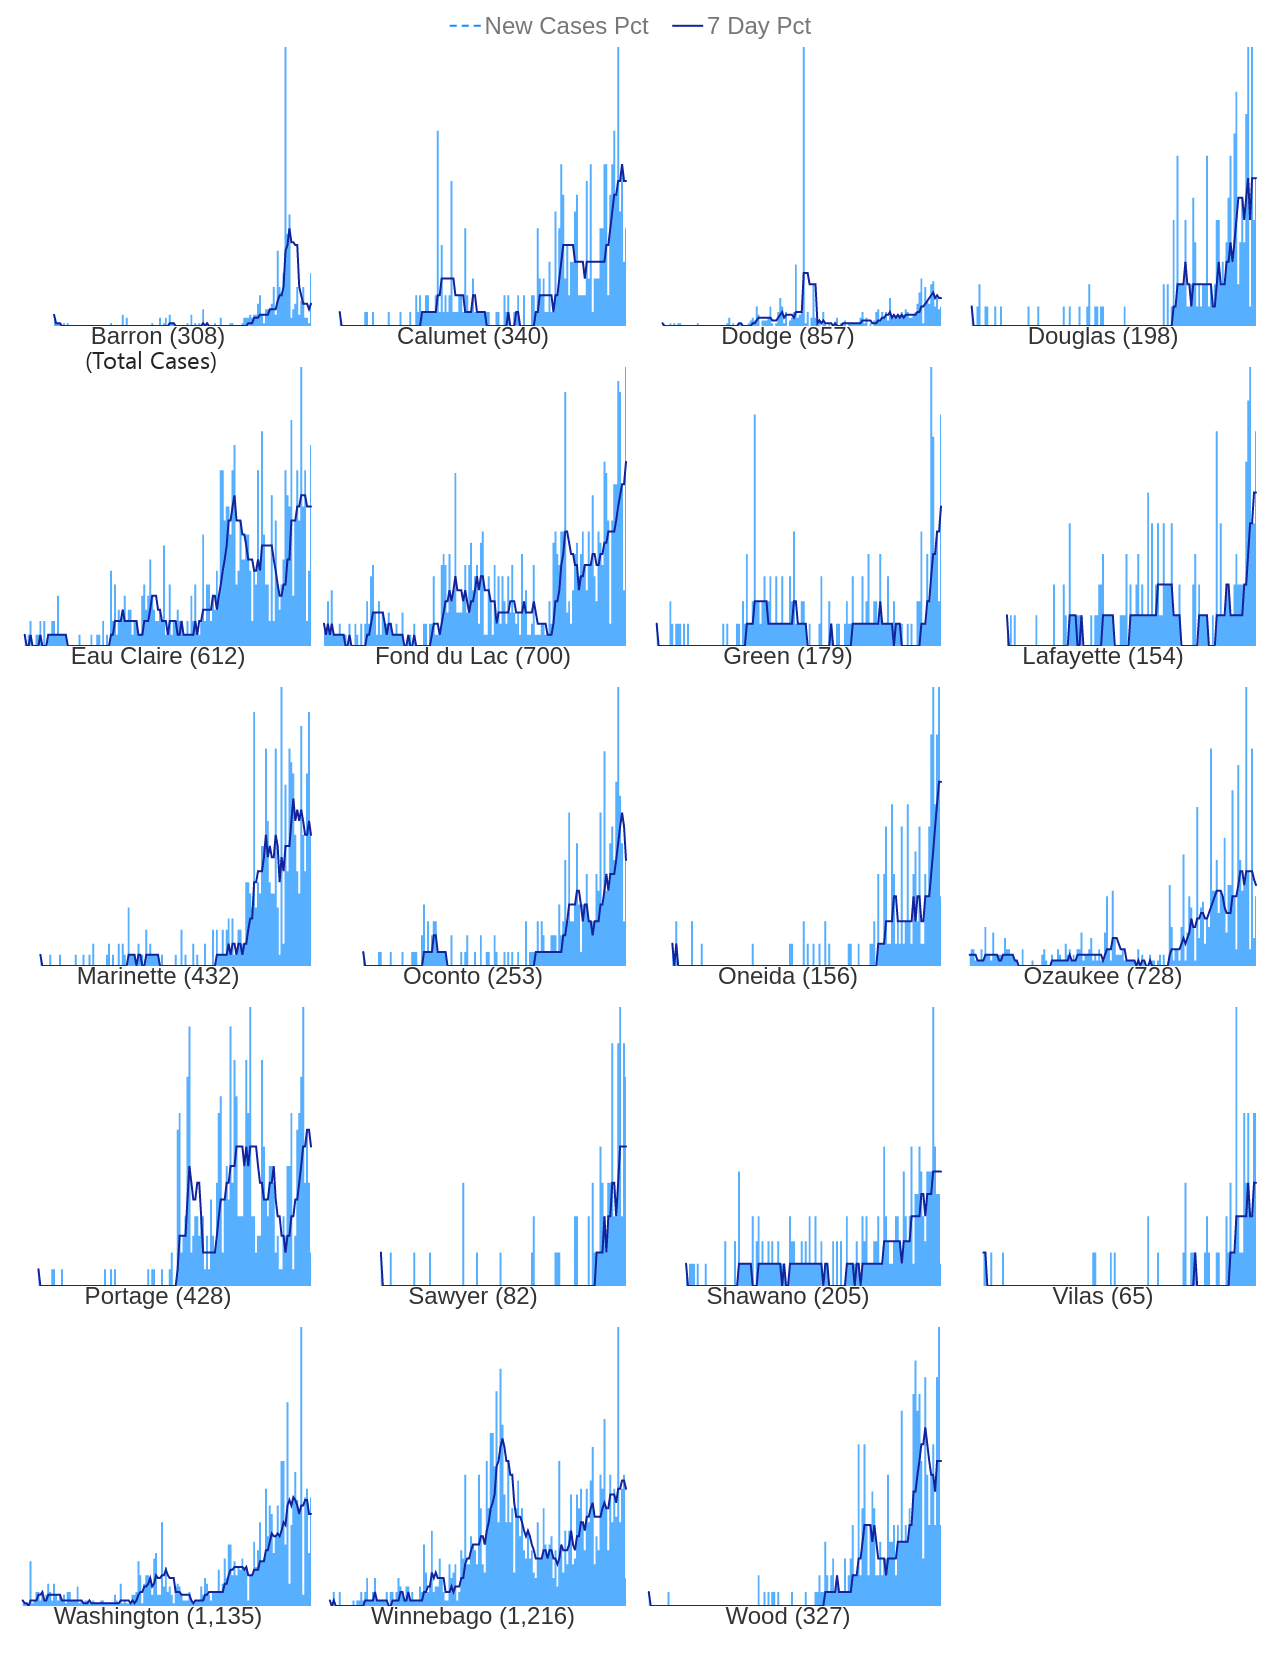 New Cases Pct 7 Day Pct
Barron (308) Calumet (340) Dodge (857) Douglas (198)
(Total Cases)
Eau Claire (612) Fond du Lac (700) Green (179) Lafayette (154)
Marinette (432) Oconto (253) Oneida (156) Ozaukee (728)
Portage (428) Sawyer (82) Shawano (205) Vilas (65)
Washington (1,135) Winnebago (1,216) Wood (327)